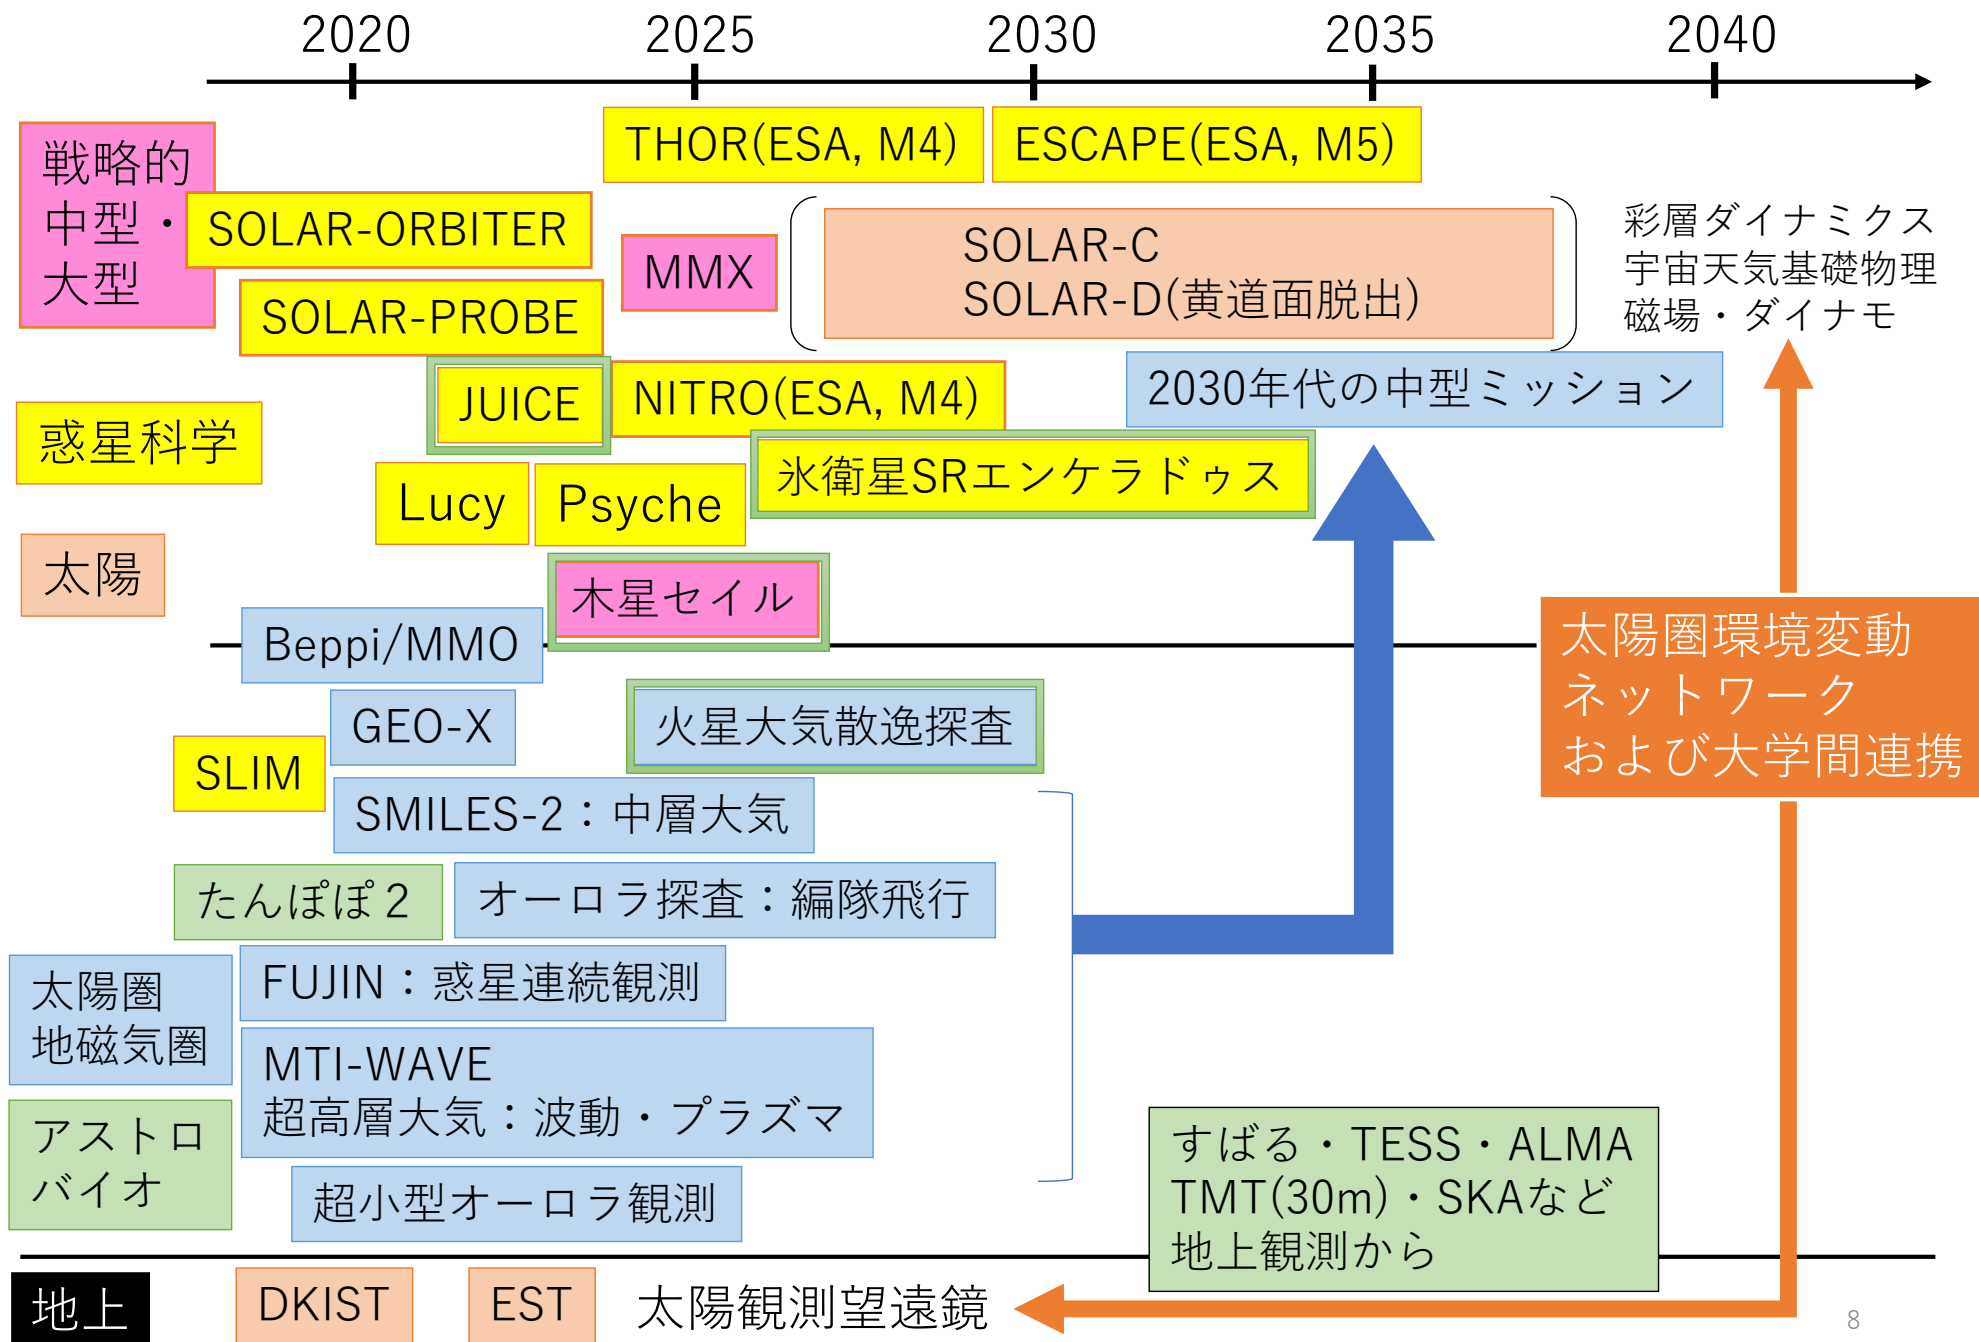 2020 2025 2030 2035 2040
THOR(ESA, M4)
ESCAPE(ESA, M5)
戦略的
中型・
大型
SOLAR-ORBITER
MMX
SOLAR-C
SOLAR-D(黄道面脱出)
彩層ダイナミクス
宇宙天気基礎物理
磁場・ダイナモ
SOLAR-PROBE
JUICE
NITRO(ESA, M4)
2030年代の中型ミッション
惑星科学
氷衛星SRエンケラドゥス
Lucy
Psyche
太陽
木星セイル
Beppi/MMO
太陽圏環境変動
ネットワーク
および大学間連携
GEO-X
火星大気散逸探査
SLIM
SMILES-2：中層大気
たんぽぽ２
オーロラ探査：編隊飛行
太陽圏
地磁気圏
FUJIN：惑星連続観測
MTI-WAVE
超高層大気：波動・プラズマ
アストロ
バイオ
超小型オーロラ観測
すばる・TESS・ALMA
TMT(30m)・SKAなど
地上観測から
地上
DKIST
EST
太陽観測望遠鏡
8